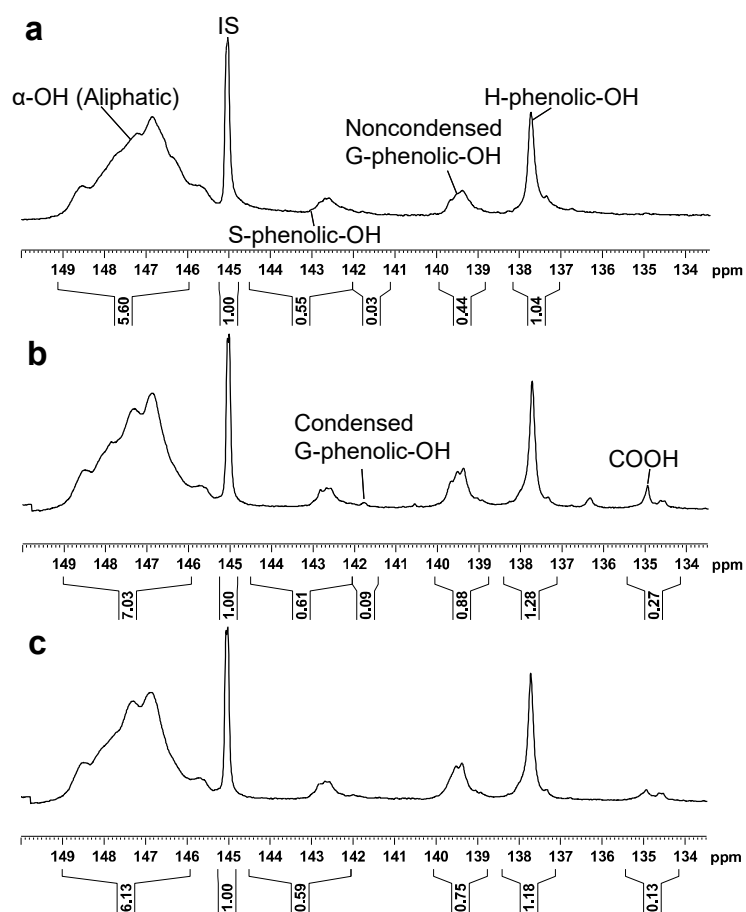 a
IS
α-OH (Aliphatic)
H-phenolic-OH
Noncondensed
G-phenolic-OH
S-phenolic-OH
149 148 147 146 145 144 143 142 141 140 139 138 137 136 135 134 ppm
5.60 1.00 0.55 0.03 0.44 1.04
b
Condensed
G-phenolic-OH
COOH
149 148 147 146 145 144 143 142 141 140 139 138 137 136 135 134 ppm
7.03 1.00 0.61 0.09 0.88 1.28 0.27
c
149 148 147 146 145 144 143 142 141 140 139 138 137 136 135 134 ppm
6.13 1.00 0.59 0.75 1.18 0.13